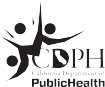 CDPH
California Department of
PublicHealth